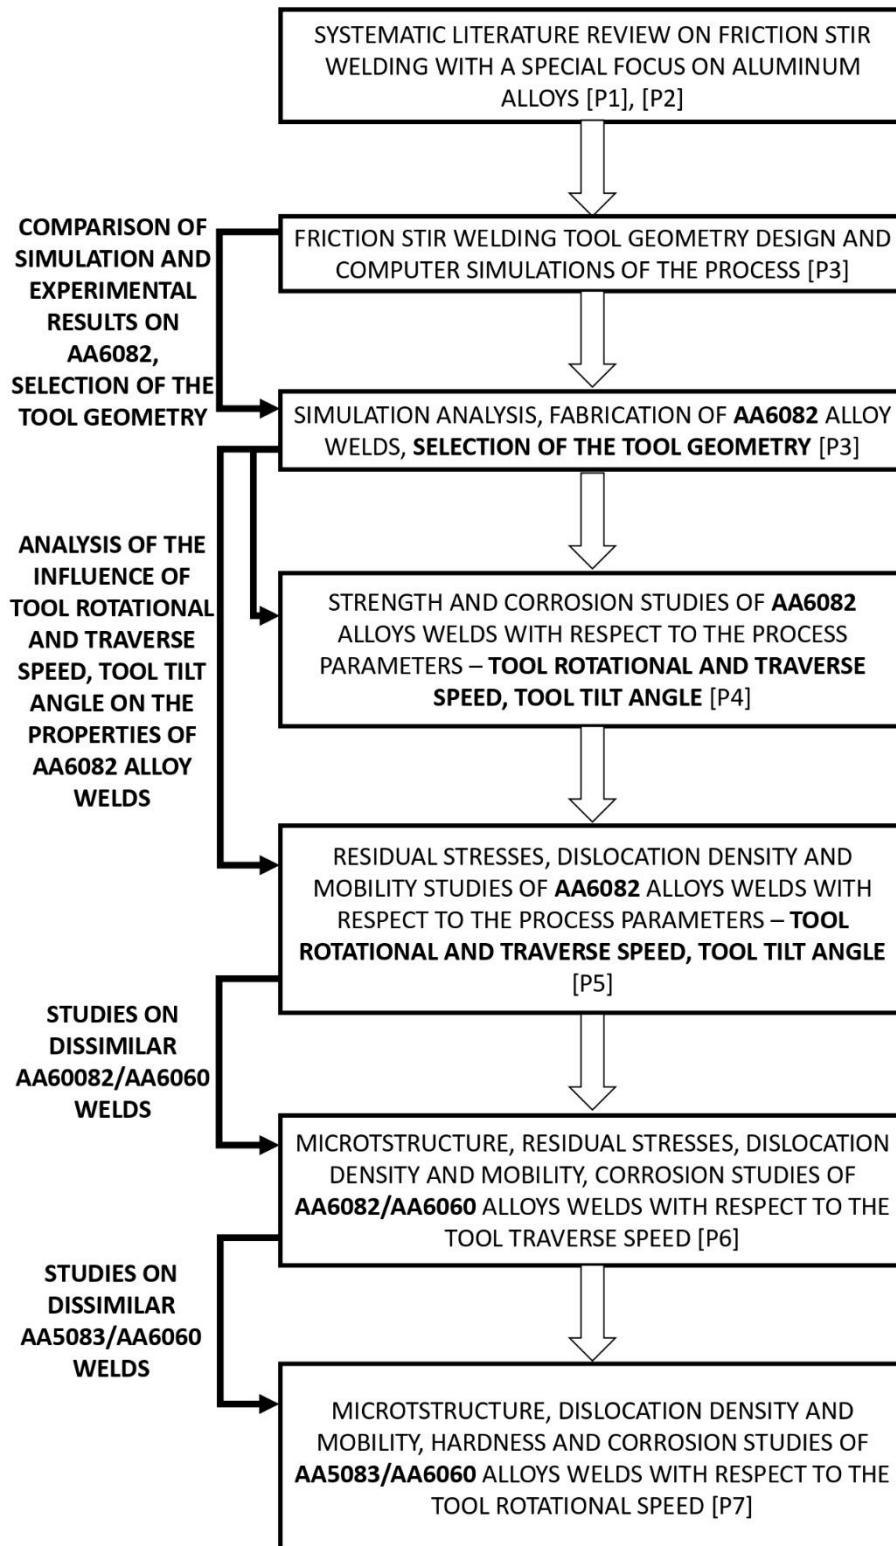 SYSTEMATIC LITERATURE REVIEW ON FRICTION STIR
WELDING WITH A SPECIAL FOCUS ON ALUMINUM
ALLOYS [P1], [P2]
COMPARISON OF
SIMULATION AND
EXPERIMENTAL
RESULTS ON
AA6082,
SELECTION OF THE
TOOL GEOMETRY
FRICTION STIR WELDING TOOL GEOMETRY DESIGN AND
COMPUTER SIMULATIONS OF THE PROCESS [P3]
SIMULATION ANALYSIS, FABRICATION OF AA6082 ALLOY
WELDS, SELECTION OF THE TOOL GEOMETRY [P3]
ANALYSIS OF THE
INFLUENCE OF
TOOL ROTATIONAL
AND TRAVERSE
SPEED, TOOL TILT
ANGLE ON THE
PROPERTIES OF
AA6082 ALLOY
WELDS
STRENGTH AND CORROSION STUDIES OF AA6082
ALLOYS WELDS WITH RESPECT TO THE PROCESS
PARAMETERS – TOOL ROTATIONAL AND TRAVERSE
SPEED, TOOL TILT ANGLE [P4]
RESIDUAL STRESSES, DISLOCATION DENSITY AND
MOBILITY STUDIES OF AA6082 ALLOYS WELDS WITH
RESPECT TO THE PROCESS PARAMETERS – TOOL
ROTATIONAL AND TRAVERSE SPEED, TOOL TILT ANGLE
[P5]
STUDIES ON
DISSIMILAR
AA60082/AA6060
WELDS
MICROTSTRUCTURE, RESIDUAL STRESSES, DISLOCATION
DENSITY AND MOBILITY, CORROSION STUDIES OF
AA6082/AA6060 ALLOYS WELDS WITH RESPECT TO THE
TOOL TRAVERSE SPEED [P6]
STUDIES ON
DISSIMILAR
AA5083/AA6060
WELDS
MICROTSTRUCTURE, DISLOCATION DENSITY AND
MOBILITY, HARDNESS AND CORROSION STUDIES OF
AA5083/AA6060 ALLOYS WELDS WITH RESPECT TO THE
TOOL ROTATIONAL SPEED [P7]